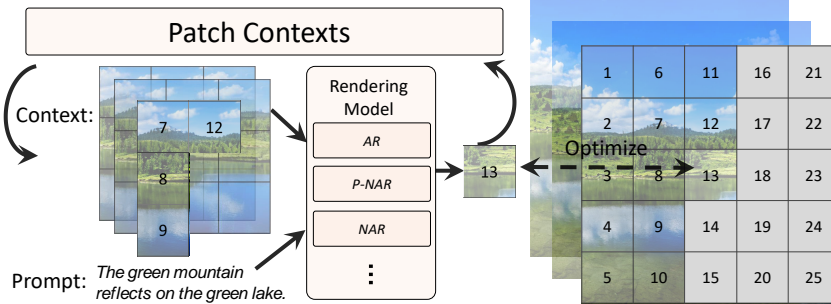 Patch Contexts
Context:
7 12
8
9
Prompt:
The green mountain
reflects on the green lake.
Rendering
Model
AR
P-NAR
NAR
13
Optimize
1 6 11 16 21
2 7 12 17 22
3 8 13 18 23
4 9 14 19 24
5 10 15 20 25